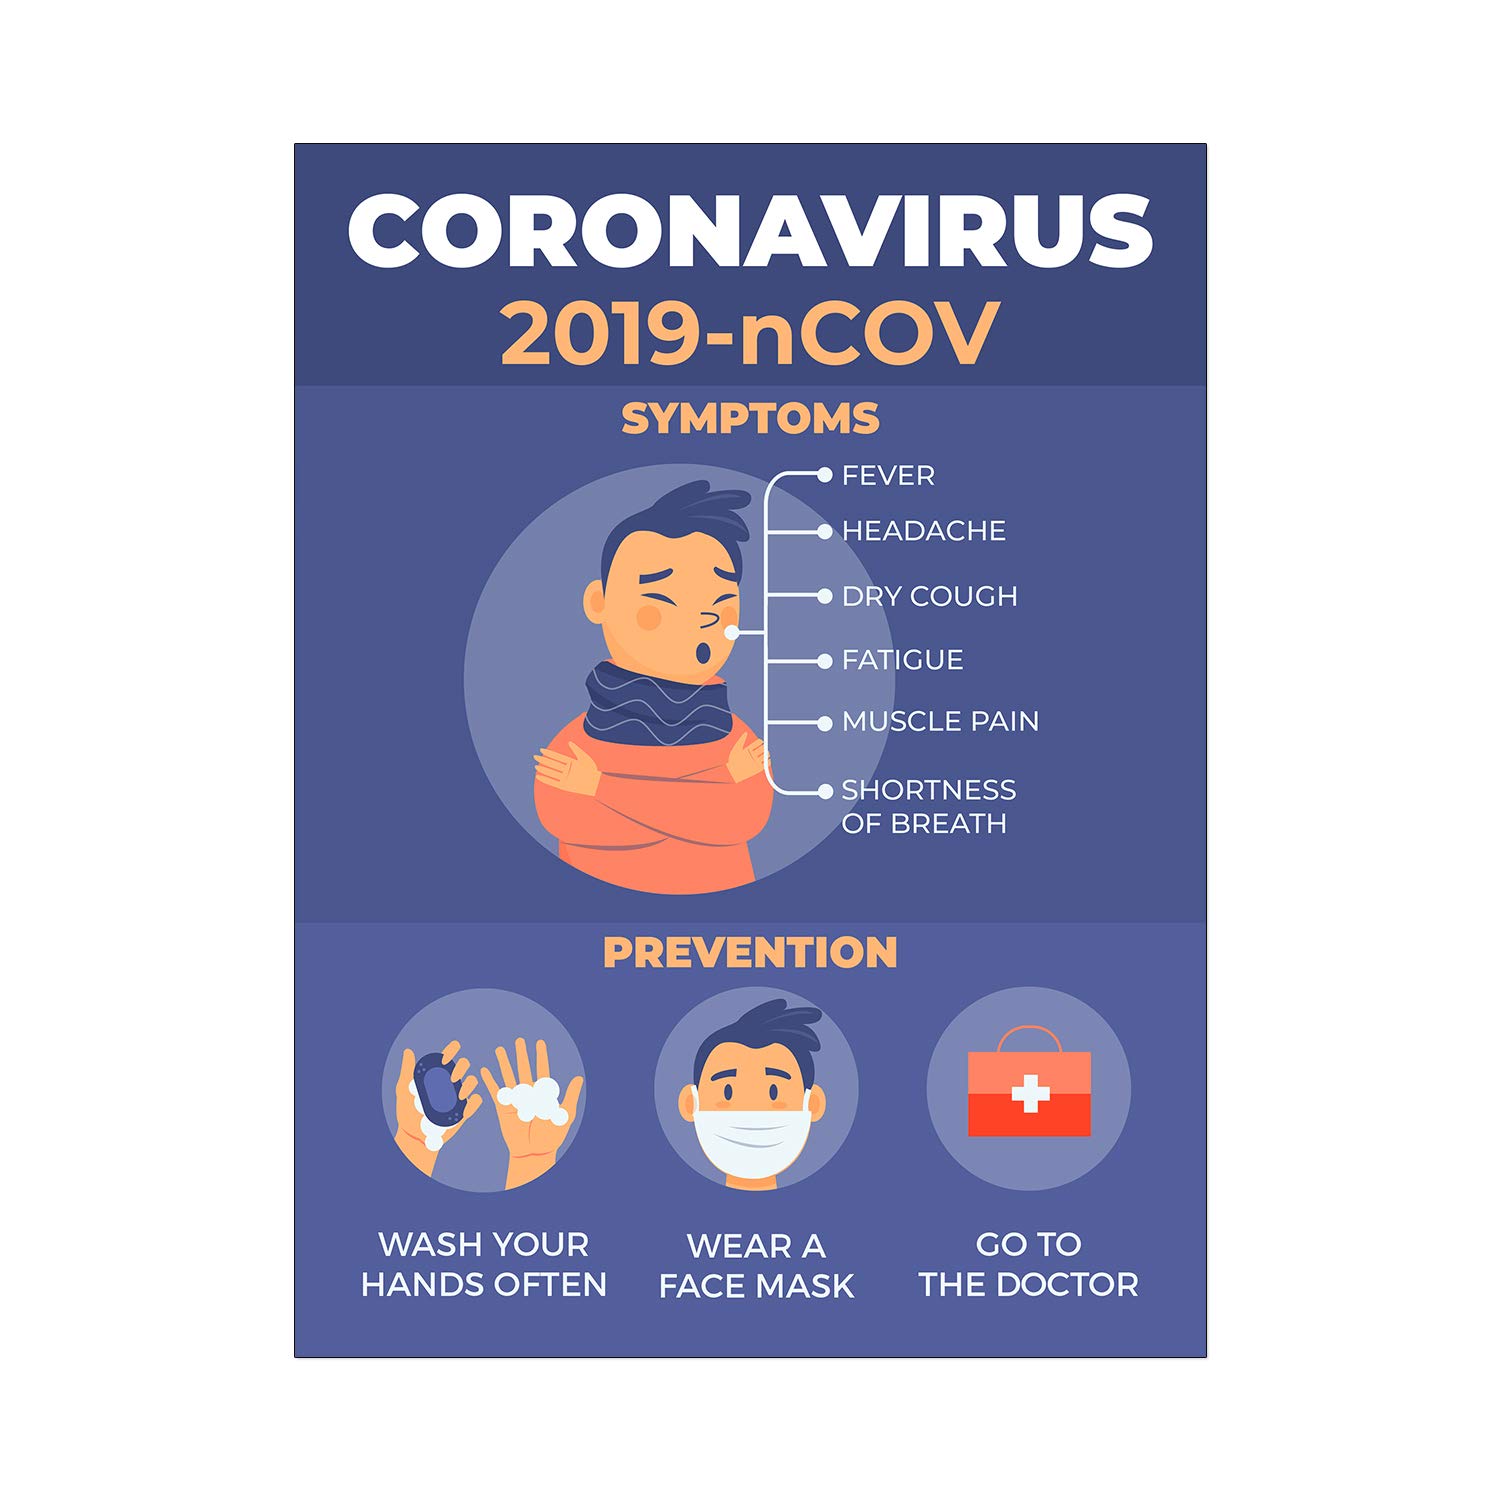 CORONAVIRUS
2019-nCOV
SYMPTOMS
FEVER
HEADACHE
DRY COUGH
FATIGUE
MUSCLE PAIN
SHORTNESS
OF BREATH
PREVENTION
WASH YOUR
HANDS OFTEN
WEAR A
FACE MASK
GO TO
THE DOCTOR